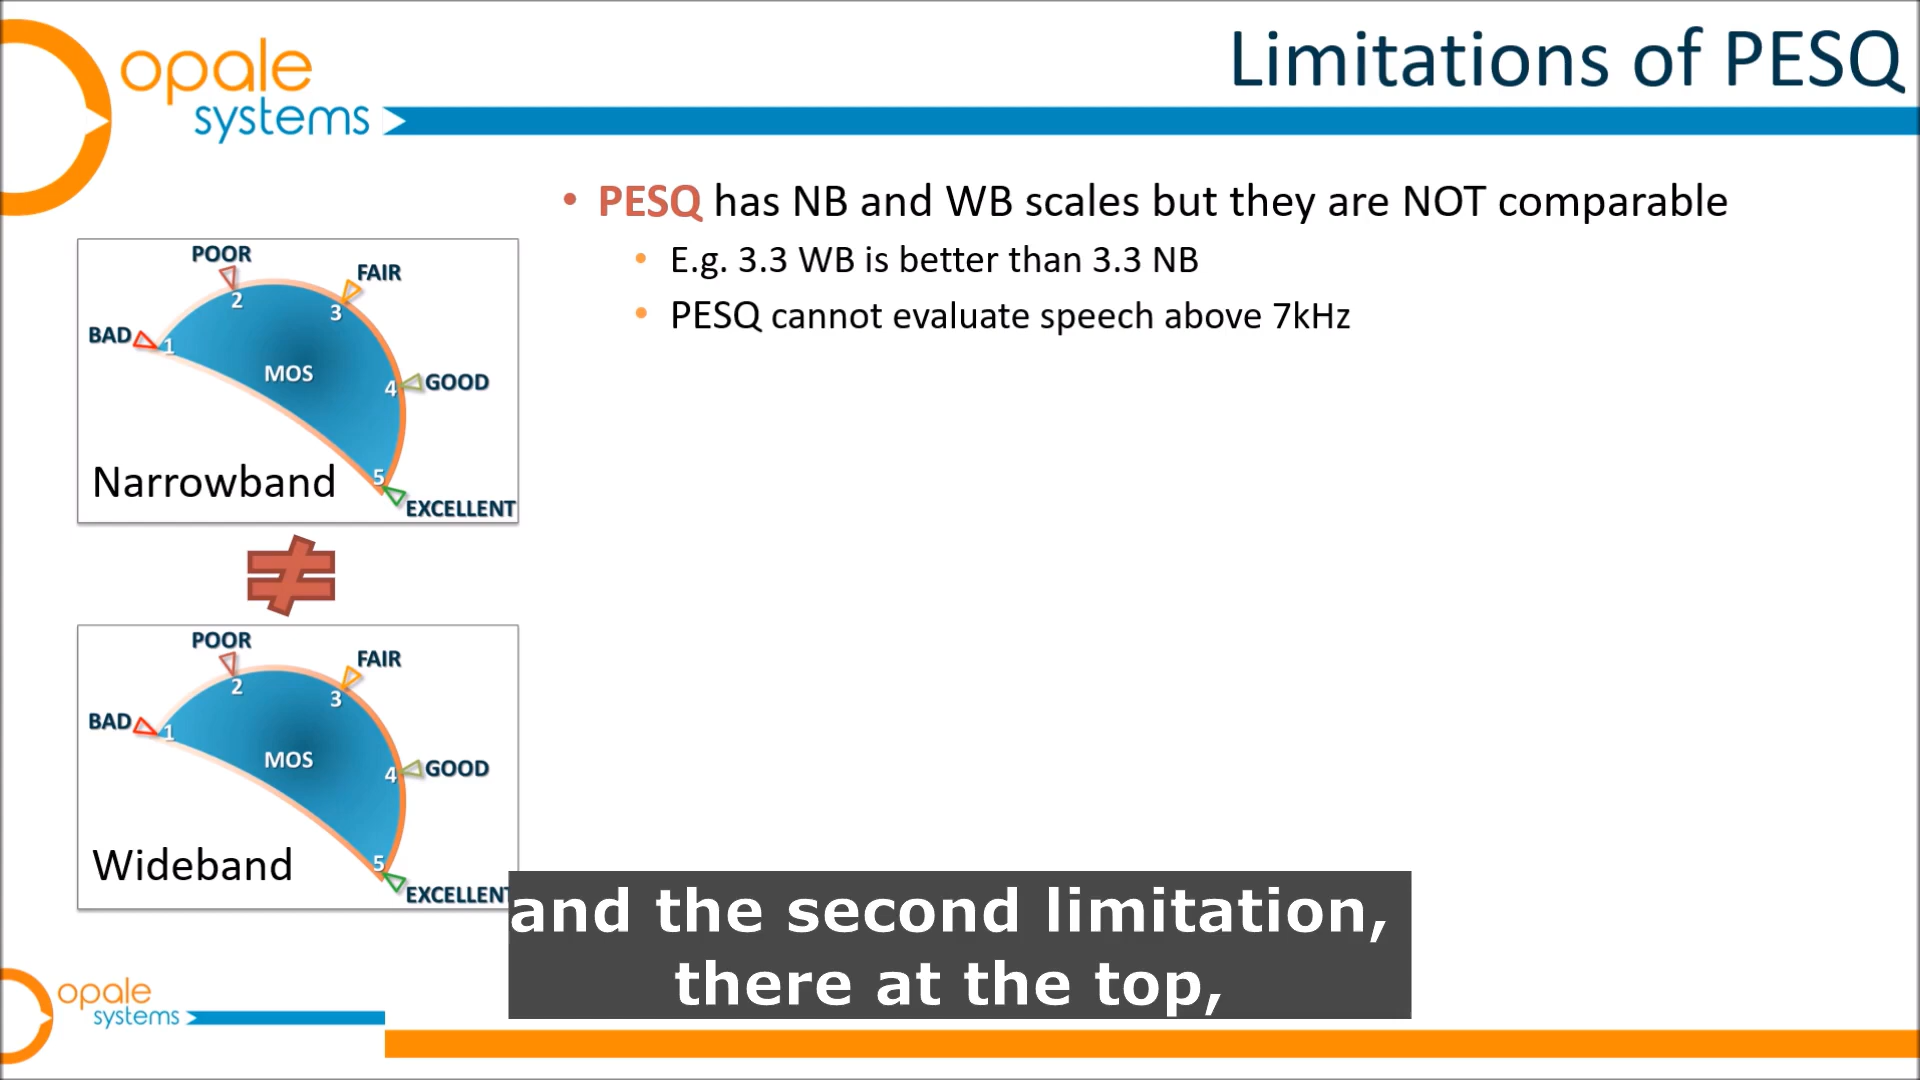 opale
systems
Limitations of PESQ
• PESQ has NB and WB scales but they are NOT comparable
• E.g. 3.3 WB is better than 3.3 NB
• PESQ cannot evaluate speech above 7kHz
POOR
FAIR
2
3
BAD
1
MOS
4
GOOD
5
Narrowband
EXCELLENT
≠
POOR
FAIR
2
3
BAD
1
MOS
4
GOOD
5
Wideband
EXCELLENT
and the second limitation,
there at the top,
opale
systems